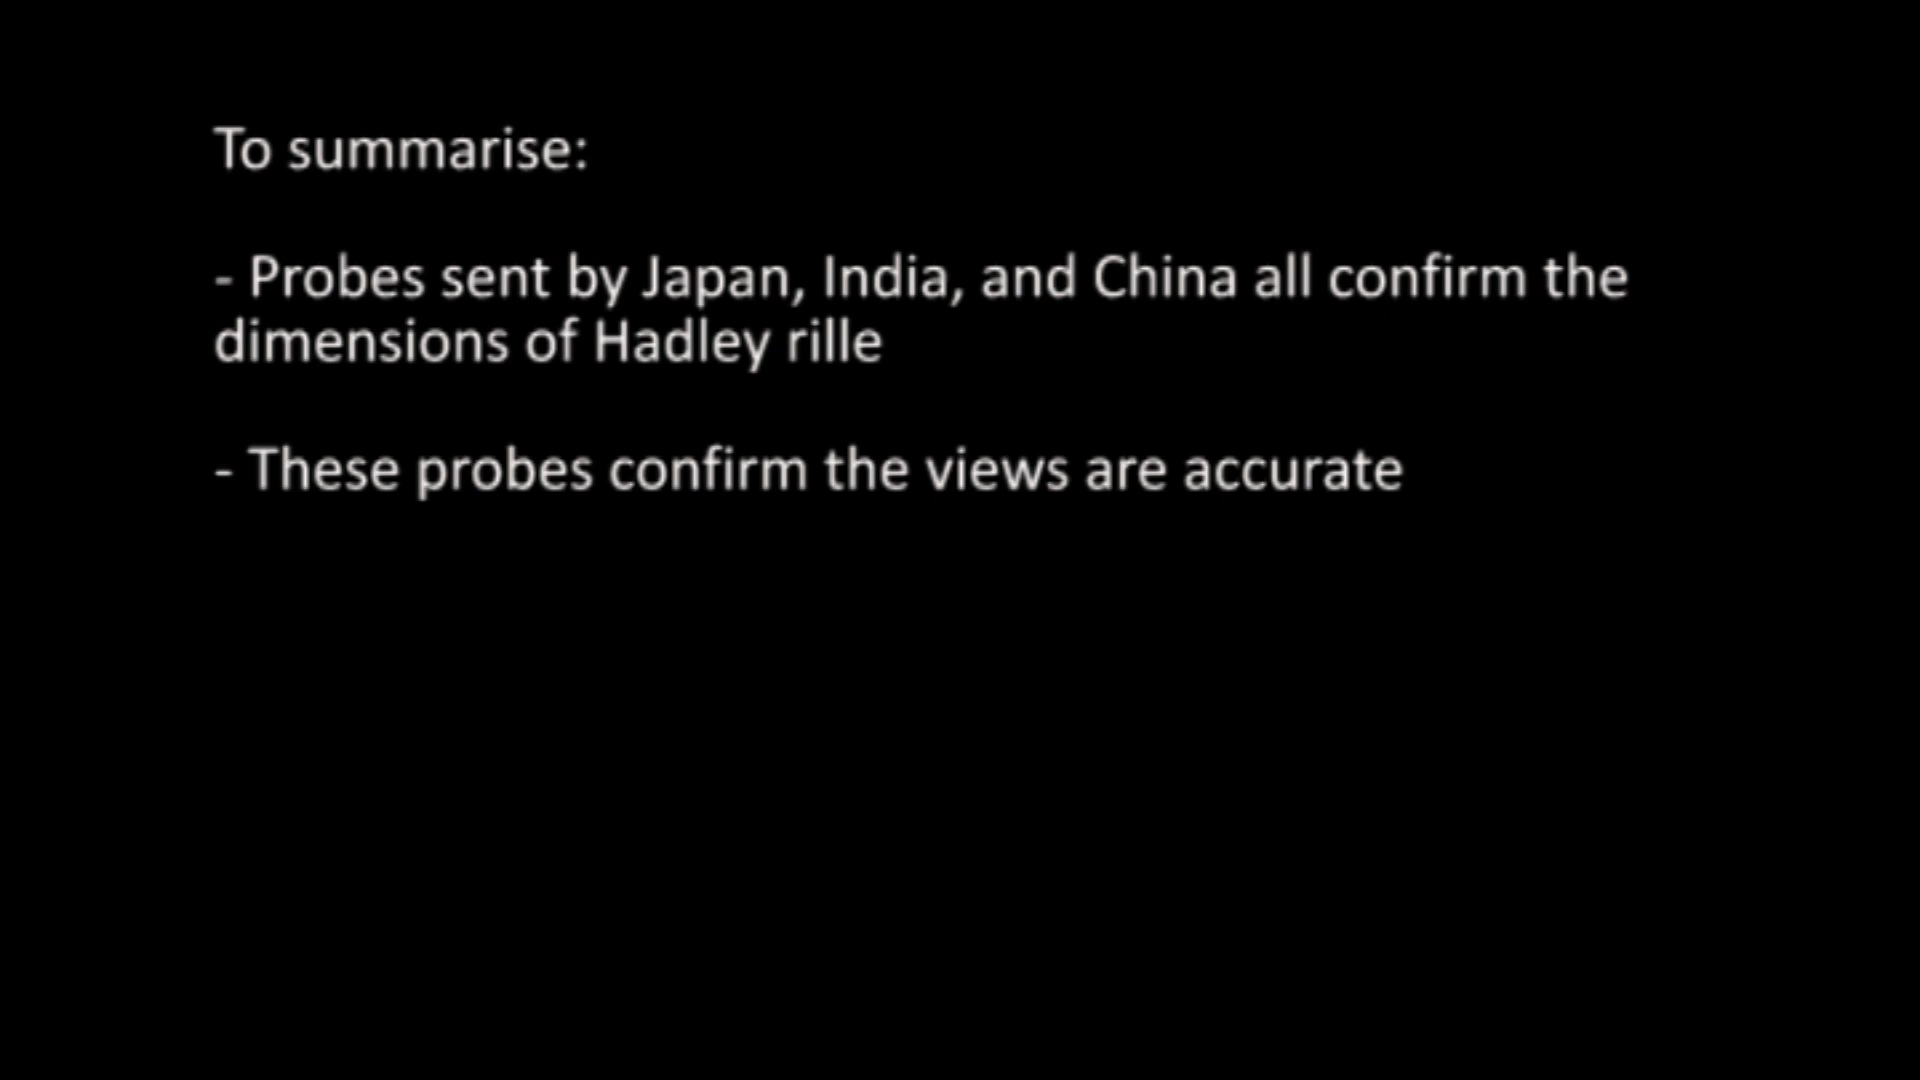 To summarise:
- Probes sent by Japan, India, and China all confirm the
dimensions of Hadley rille
- These probes confirm the views are accurate